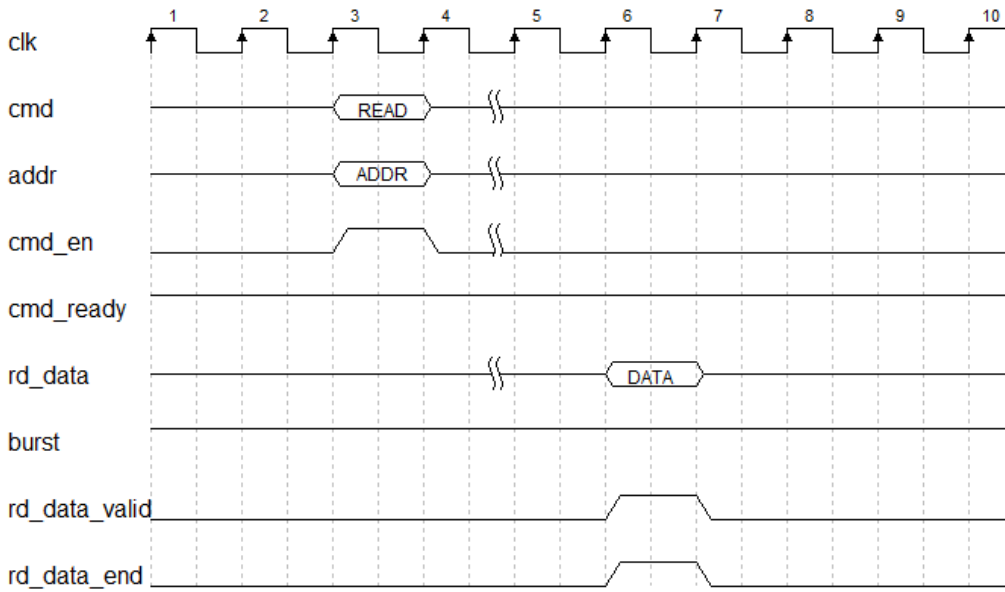 1 2 3 4 5 6 7 8 9 10
clk
cmd READ
addr ADDR
cmd_en
cmd_ready
rd_data DATA
burst
rd_data_valid
rd_data_end